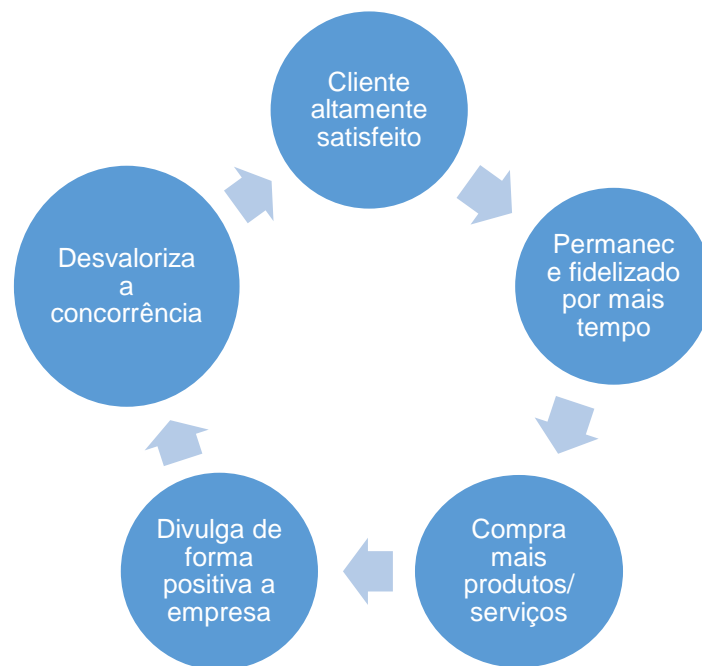 Cliente
altamente
satisfeito
Permanec
e fidelizado
por mais
tempo
Compra
mais
produtos/
serviços
Divulga de
forma
positiva a
empresa
Desvaloriza
a
concorrência